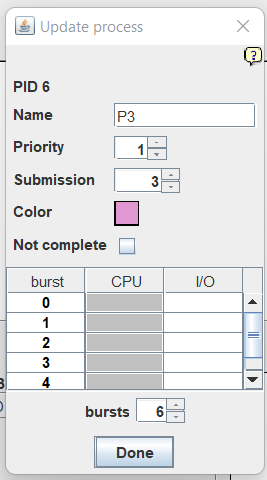 Update process
?
PID 6
Name P3
Priority 1
Submission 3
Color
Not complete
burst CPU I/O
0
1
2
3
4
bursts 6
Done